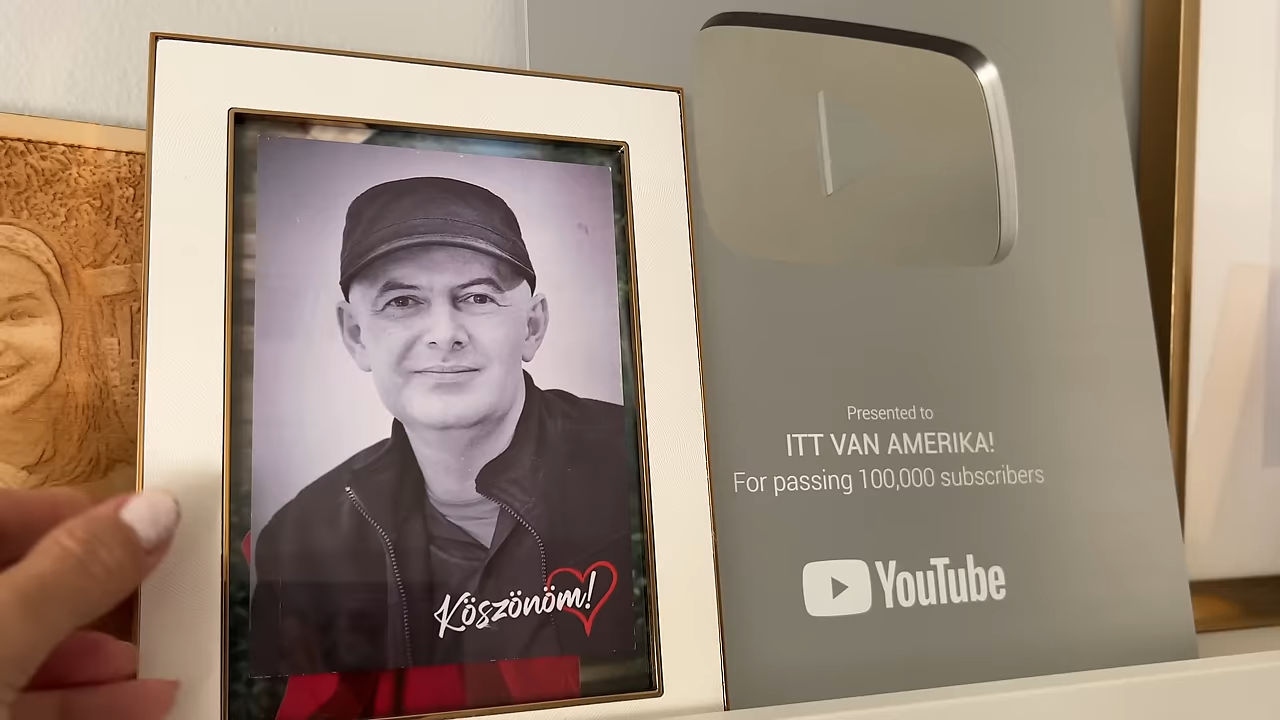 Köszönöm!
Presented to
ITT VAN AMERIKA!
For passing 100,000 subscribers
YouTube